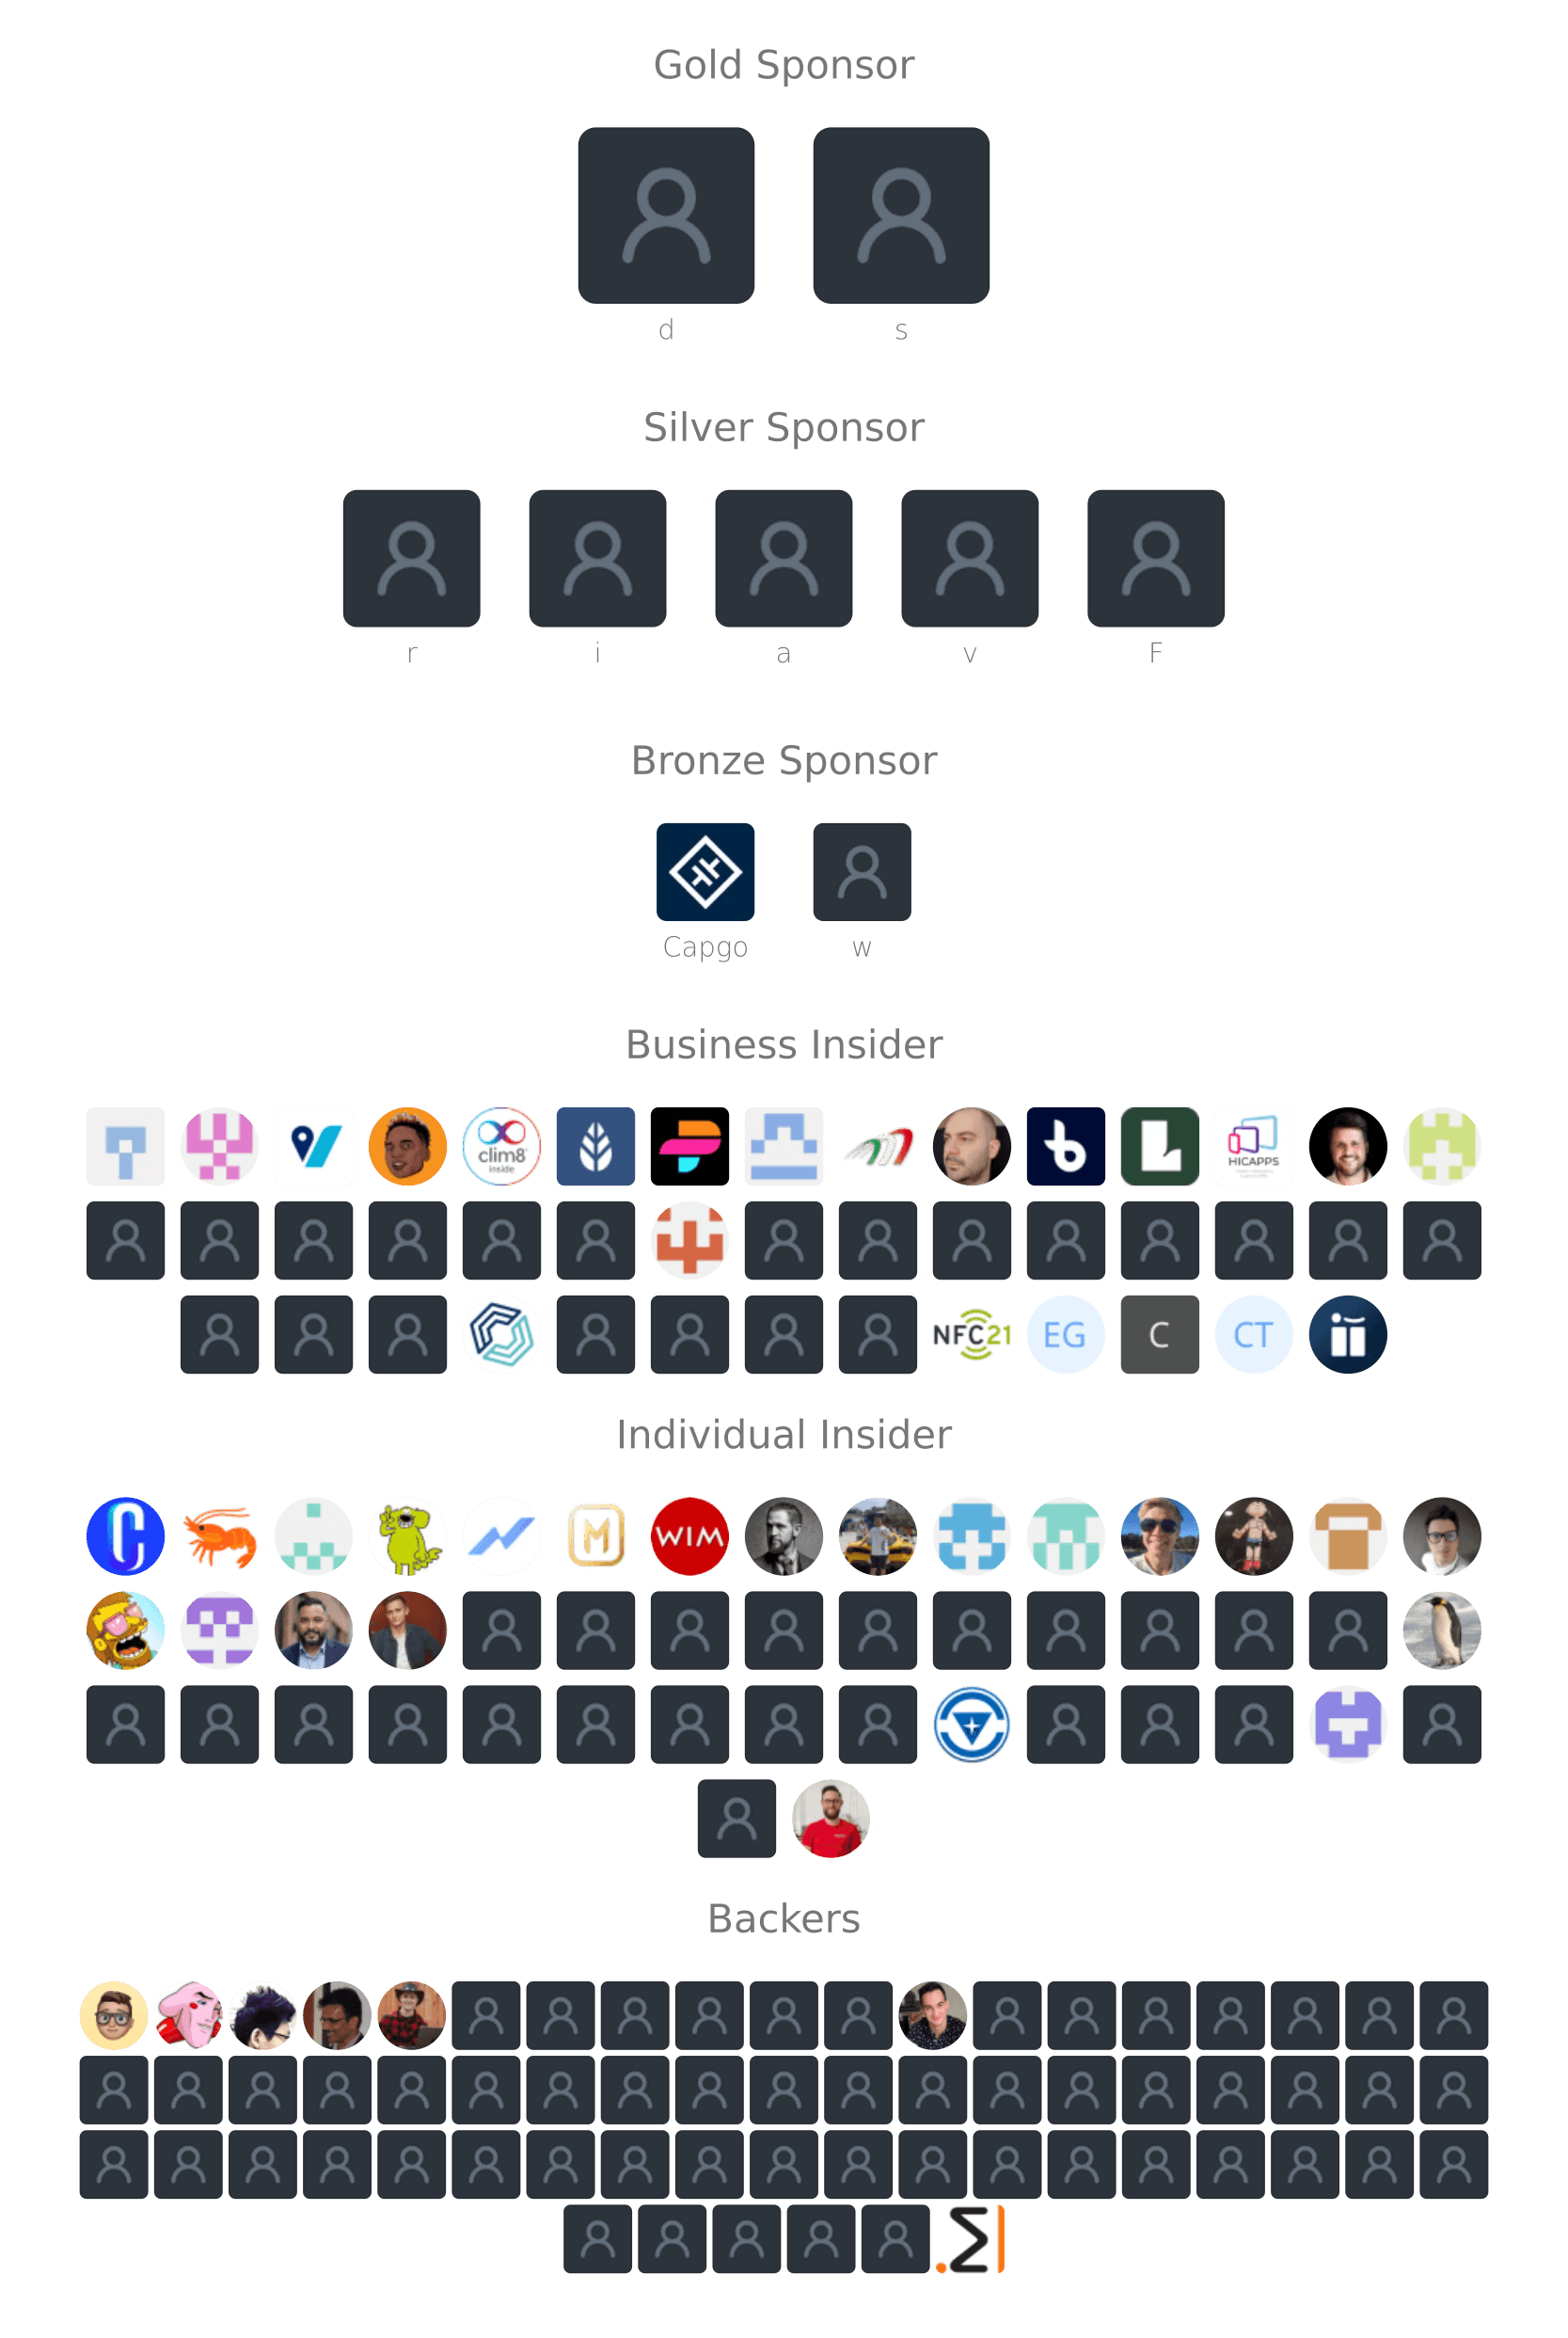 Gold Sponsor
d s
Silver Sponsor
r i a v F
Bronze Sponsor
Capgo w
Business Insider
clim8
inside
HICAPPS
NFC21 EG C CT
Individual Insider
C M WIM
Backers
.Σ|